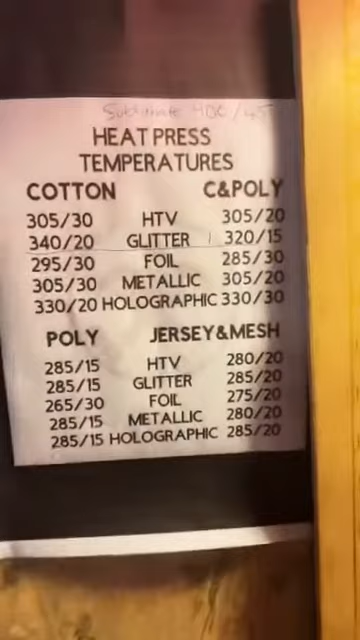 Sublimate 400/45
HEAT PRESS
TEMPERATURES
COTTON C&POLY
305/30 HTV 305/20
340/20 GLITTER 320/15
295/30 FOIL 285/30
305/30 METALLIC 305/20
330/20 HOLOGRAPHIC 330/30
POLY JERSEY&MESH
285/15 HTV 280/20
285/15 GLITTER 285/20
265/30 FOIL 275/20
285/15 METALLIC 280/20
285/15 HOLOGRAPHIC 285/20